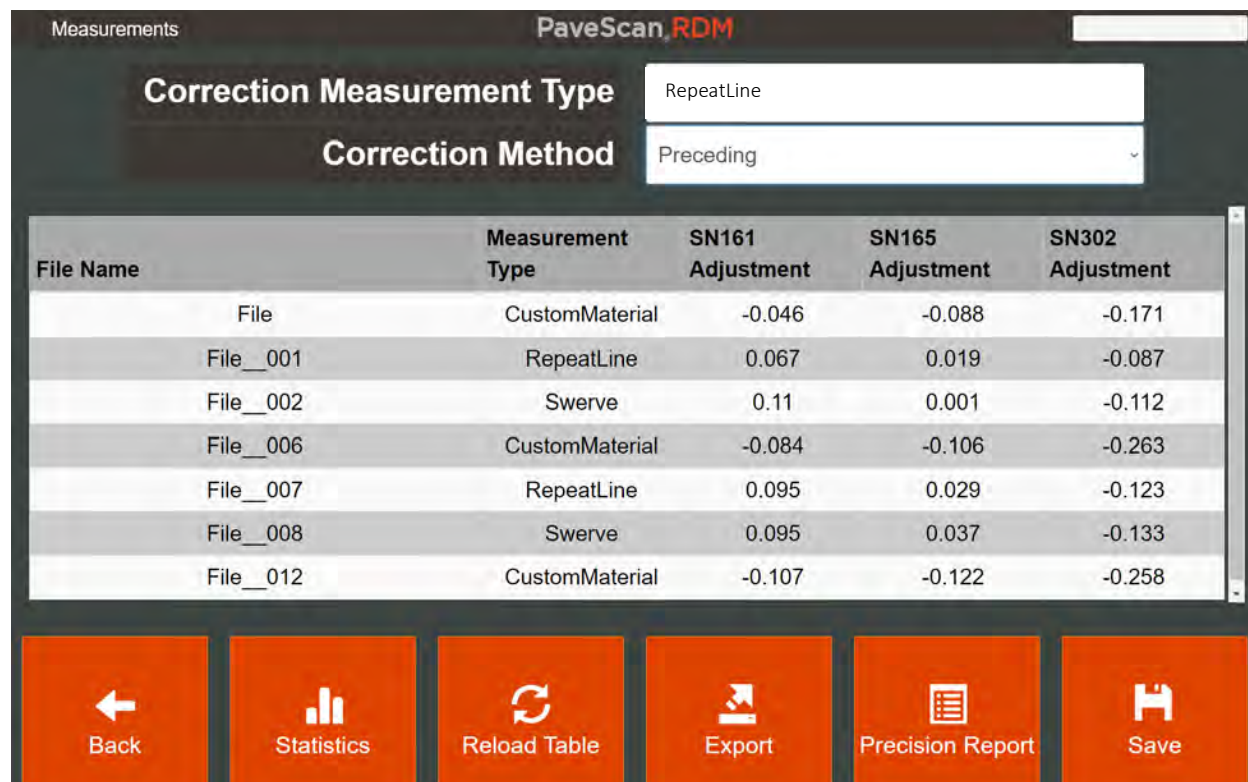 Measurements
PaveScan RDM
Correction Measurement Type RepeatLine
Correction Method Preceding
File Name Measurement Type SN161 Adjustment SN165 Adjustment SN302 Adjustment
File CustomMaterial -0.046 -0.088 -0.171
File__001 RepeatLine 0.067 0.019 -0.087
File__002 Swerve 0.11 0.001 -0.112
File__006 CustomMaterial -0.084 -0.106 -0.263
File__007 RepeatLine 0.095 0.029 -0.123
File__008 Swerve 0.095 0.037 -0.133
File__012 CustomMaterial -0.107 -0.122 -0.258
Back Statistics Reload Table Export Precision Report Save